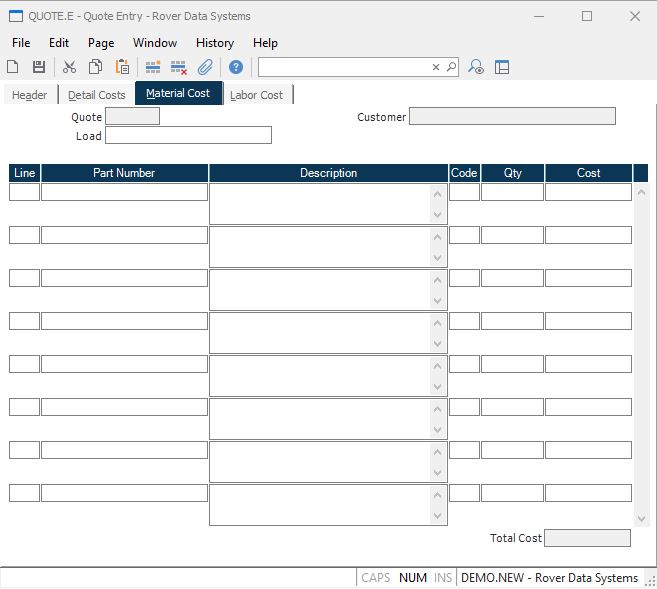 QUOTE.E - Quote Entry - Rover Data Systems
File Edit Page Window History Help
Header Detail Costs Material Cost Labor Cost
Quote Customer
Load
Line Part Number Description Code Qty Cost
Total Cost
CAPS NUM INS DEMO.NEW - Rover Data Systems